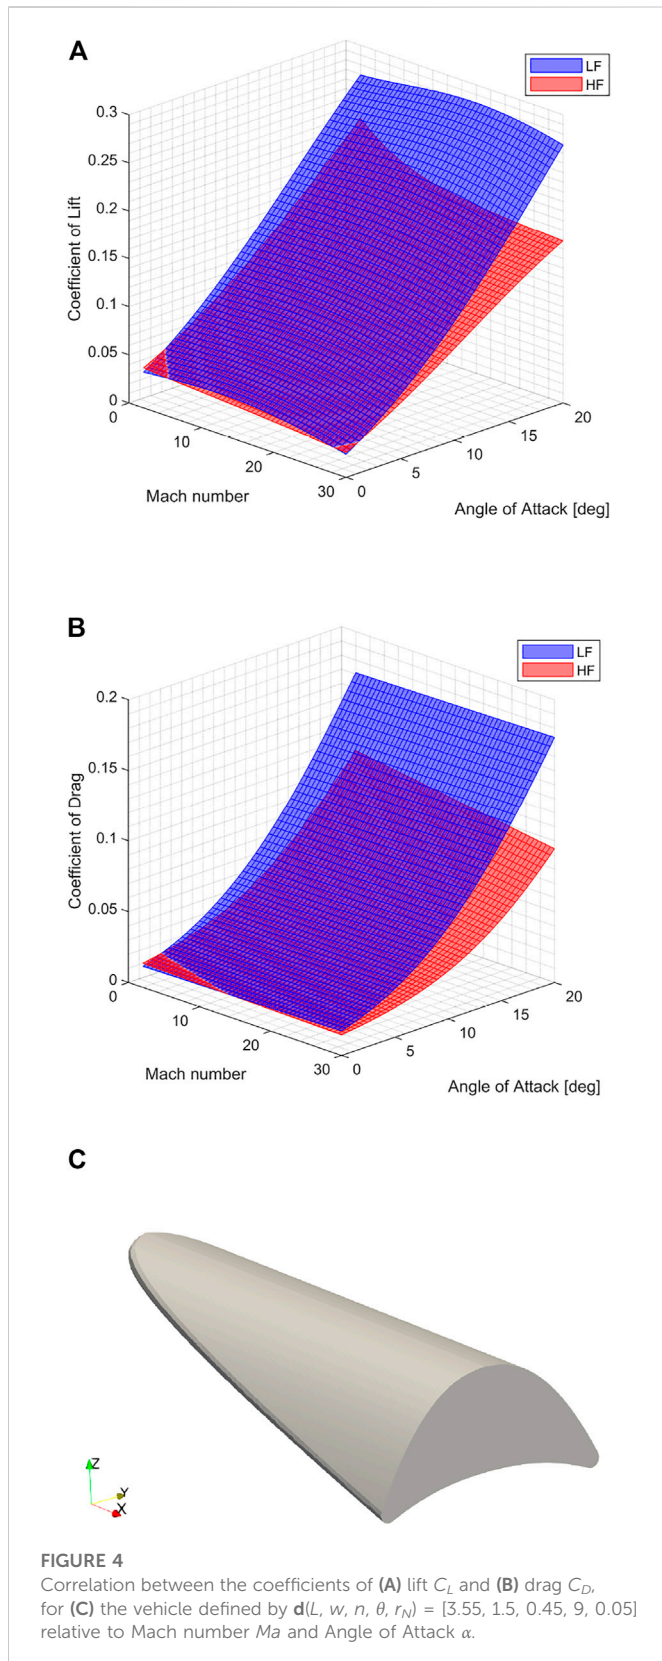 A
LF
HF
0.3
0.25
0.2
0.15
0.1
0.05
0
Coefficient of Lift
0
10
20
30
Mach number
0
5
10
15
20
Angle of Attack [deg]
B
LF
HF
0.2
0.15
0.1
0.05
0
Coefficient of Drag
0
10
20
30
Mach number
0
5
10
15
20
Angle of Attack [deg]
C
Z
Y
X
FIGURE 4
Correlation between the coefficients of (A) lift C_L and (B) drag C_D,
for (C) the vehicle defined by d(L, w, n, θ, r_N) = [3.55, 1.5, 0.45, 9, 0.05]
relative to Mach number Ma and Angle of Attack α.